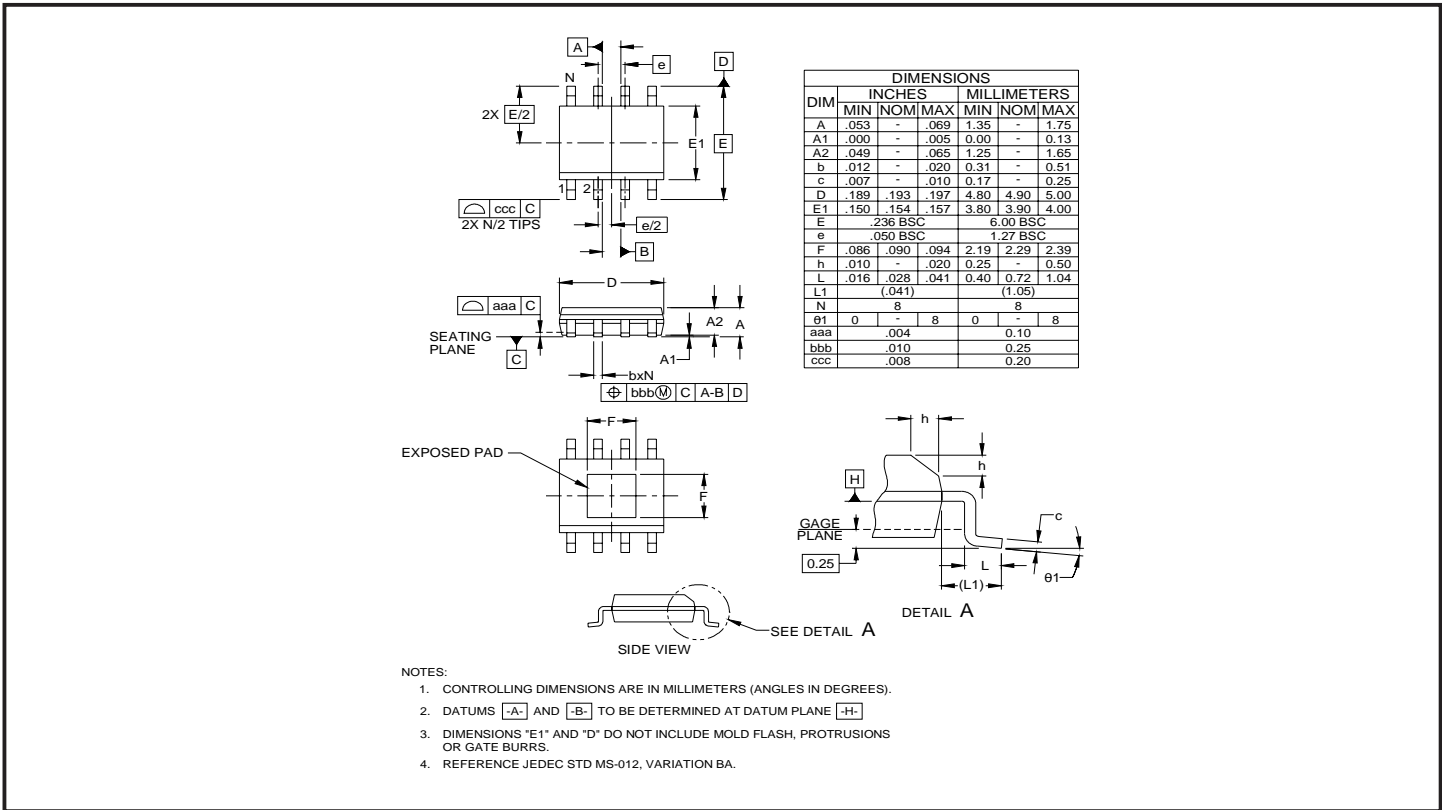 A
e
D
N
2X E/2
E1 E
1 2
⌓ ccc C
2X N/2 TIPS
e/2
B
D
⌓ aaa C
A2 A
SEATING
PLANE
C
A1
bxN
⌖ bbbⓂ C A-B D
F
EXPOSED PAD
F
SEE DETAIL A
SIDE VIEW
DIMENSIONS
DIM INCHES MILLIMETERS
MIN NOM MAX MIN NOM MAX
A .053 - .069 1.35 - 1.75
A1 .000 - .005 0.00 - 0.13
A2 .049 - .065 1.25 - 1.65
b .012 - .020 0.31 - 0.51
c .007 - .010 0.17 - 0.25
D .189 .193 .197 4.80 4.90 5.00
E1 .150 .154 .157 3.80 3.90 4.00
E .236 BSC 6.00 BSC
e .050 BSC 1.27 BSC
F .086 .090 .094 2.19 2.29 2.39
h .010 - .020 0.25 - 0.50
L .016 .028 .041 0.40 0.72 1.04
L1 (.041) (1.05)
N 8 8
θ1 0 - 8 0 - 8
aaa .004 0.10
bbb .010 0.25
ccc .008 0.20
h
h
H
GAGE
PLANE
0.25
c
L
(L1)
θ1
DETAIL A
NOTES:
1. CONTROLLING DIMENSIONS ARE IN MILLIMETERS (ANGLES IN DEGREES).
2. DATUMS -A- AND -B- TO BE DETERMINED AT DATUM PLANE -H-
3. DIMENSIONS "E1" AND "D" DO NOT INCLUDE MOLD FLASH, PROTRUSIONS
OR GATE BURRS.
4. REFERENCE JEDEC STD MS-012, VARIATION BA.